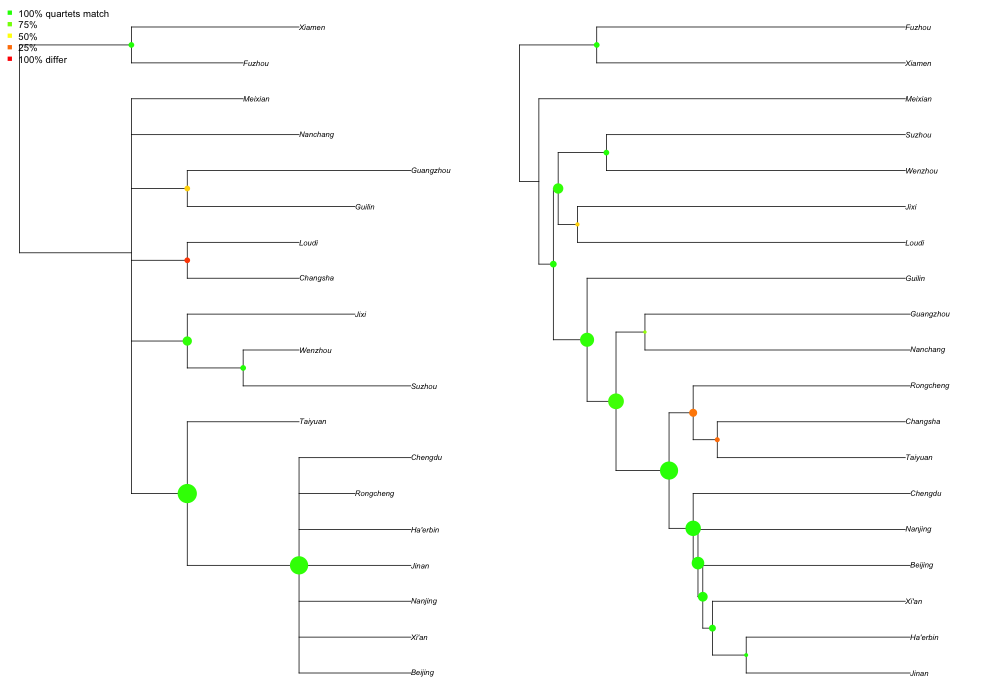 100% quartets match
75%
50%
25%
100% differ
Xiamen
Fuzhou
Meixian
Nanchang
Guangzhou
Guilin
Loudi
Changsha
Jixi
Wenzhou
Suzhou
Taiyuan
Chengdu
Rongcheng
Ha'erbin
Jinan
Nanjing
Xi'an
Beijing
Fuzhou
Xiamen
Meixian
Suzhou
Wenzhou
Jixi
Loudi
Guilin
Guangzhou
Nanchang
Rongcheng
Changsha
Taiyuan
Chengdu
Nanjing
Beijing
Xi'an
Ha'erbin
Jinan